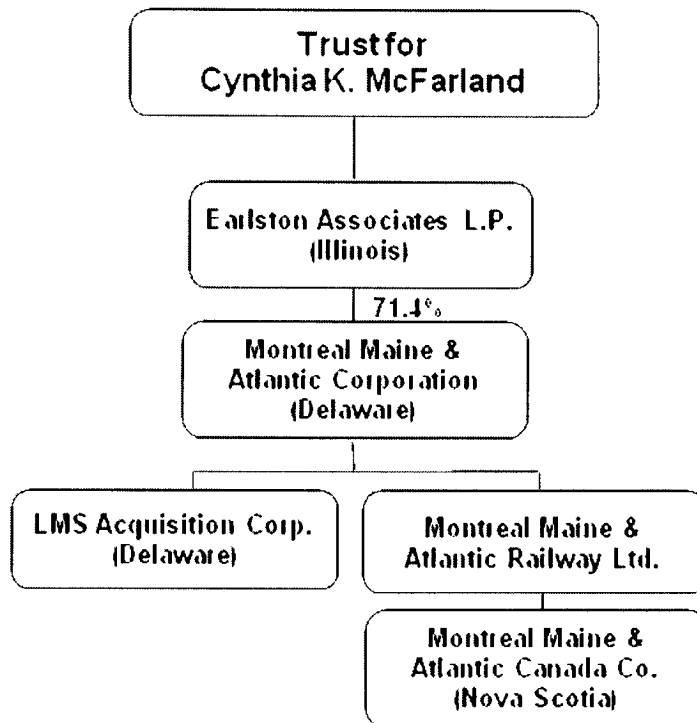 Trust for
Cynthia K. McFarland
Earlston Associates L.P.
(Illinois)
71.4%
Montreal Maine &
Atlantic Corporation
(Delaware)
LMS Acquisition Corp.
(Delaware)
Montreal Maine &
Atlantic Railway Ltd.
Montreal Maine &
Atlantic Canada Co.
(Nova Scotia)